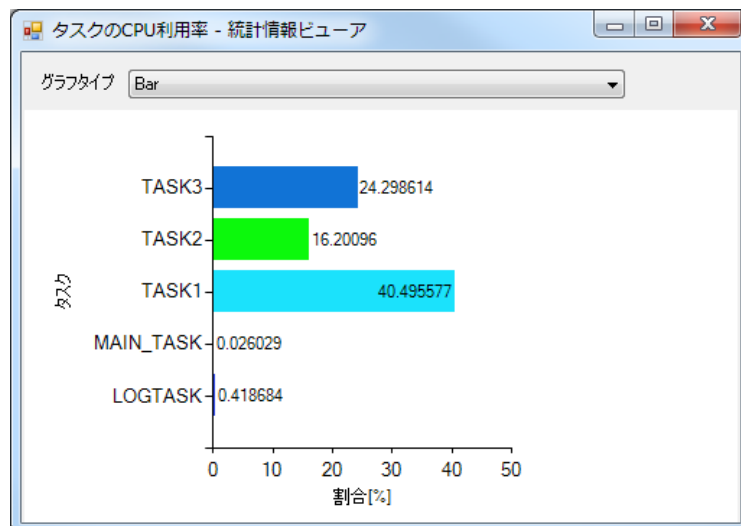 タスクのCPU利用率 - 統計情報ビューア
グラフタイプ Bar
TASK3 24.298614
TASK2 16.20096
TASK1 40.495577
MAIN_TASK 0.026029
LOGTASK 0.418684
タスク
0 10 20 30 40 50
割合[%]